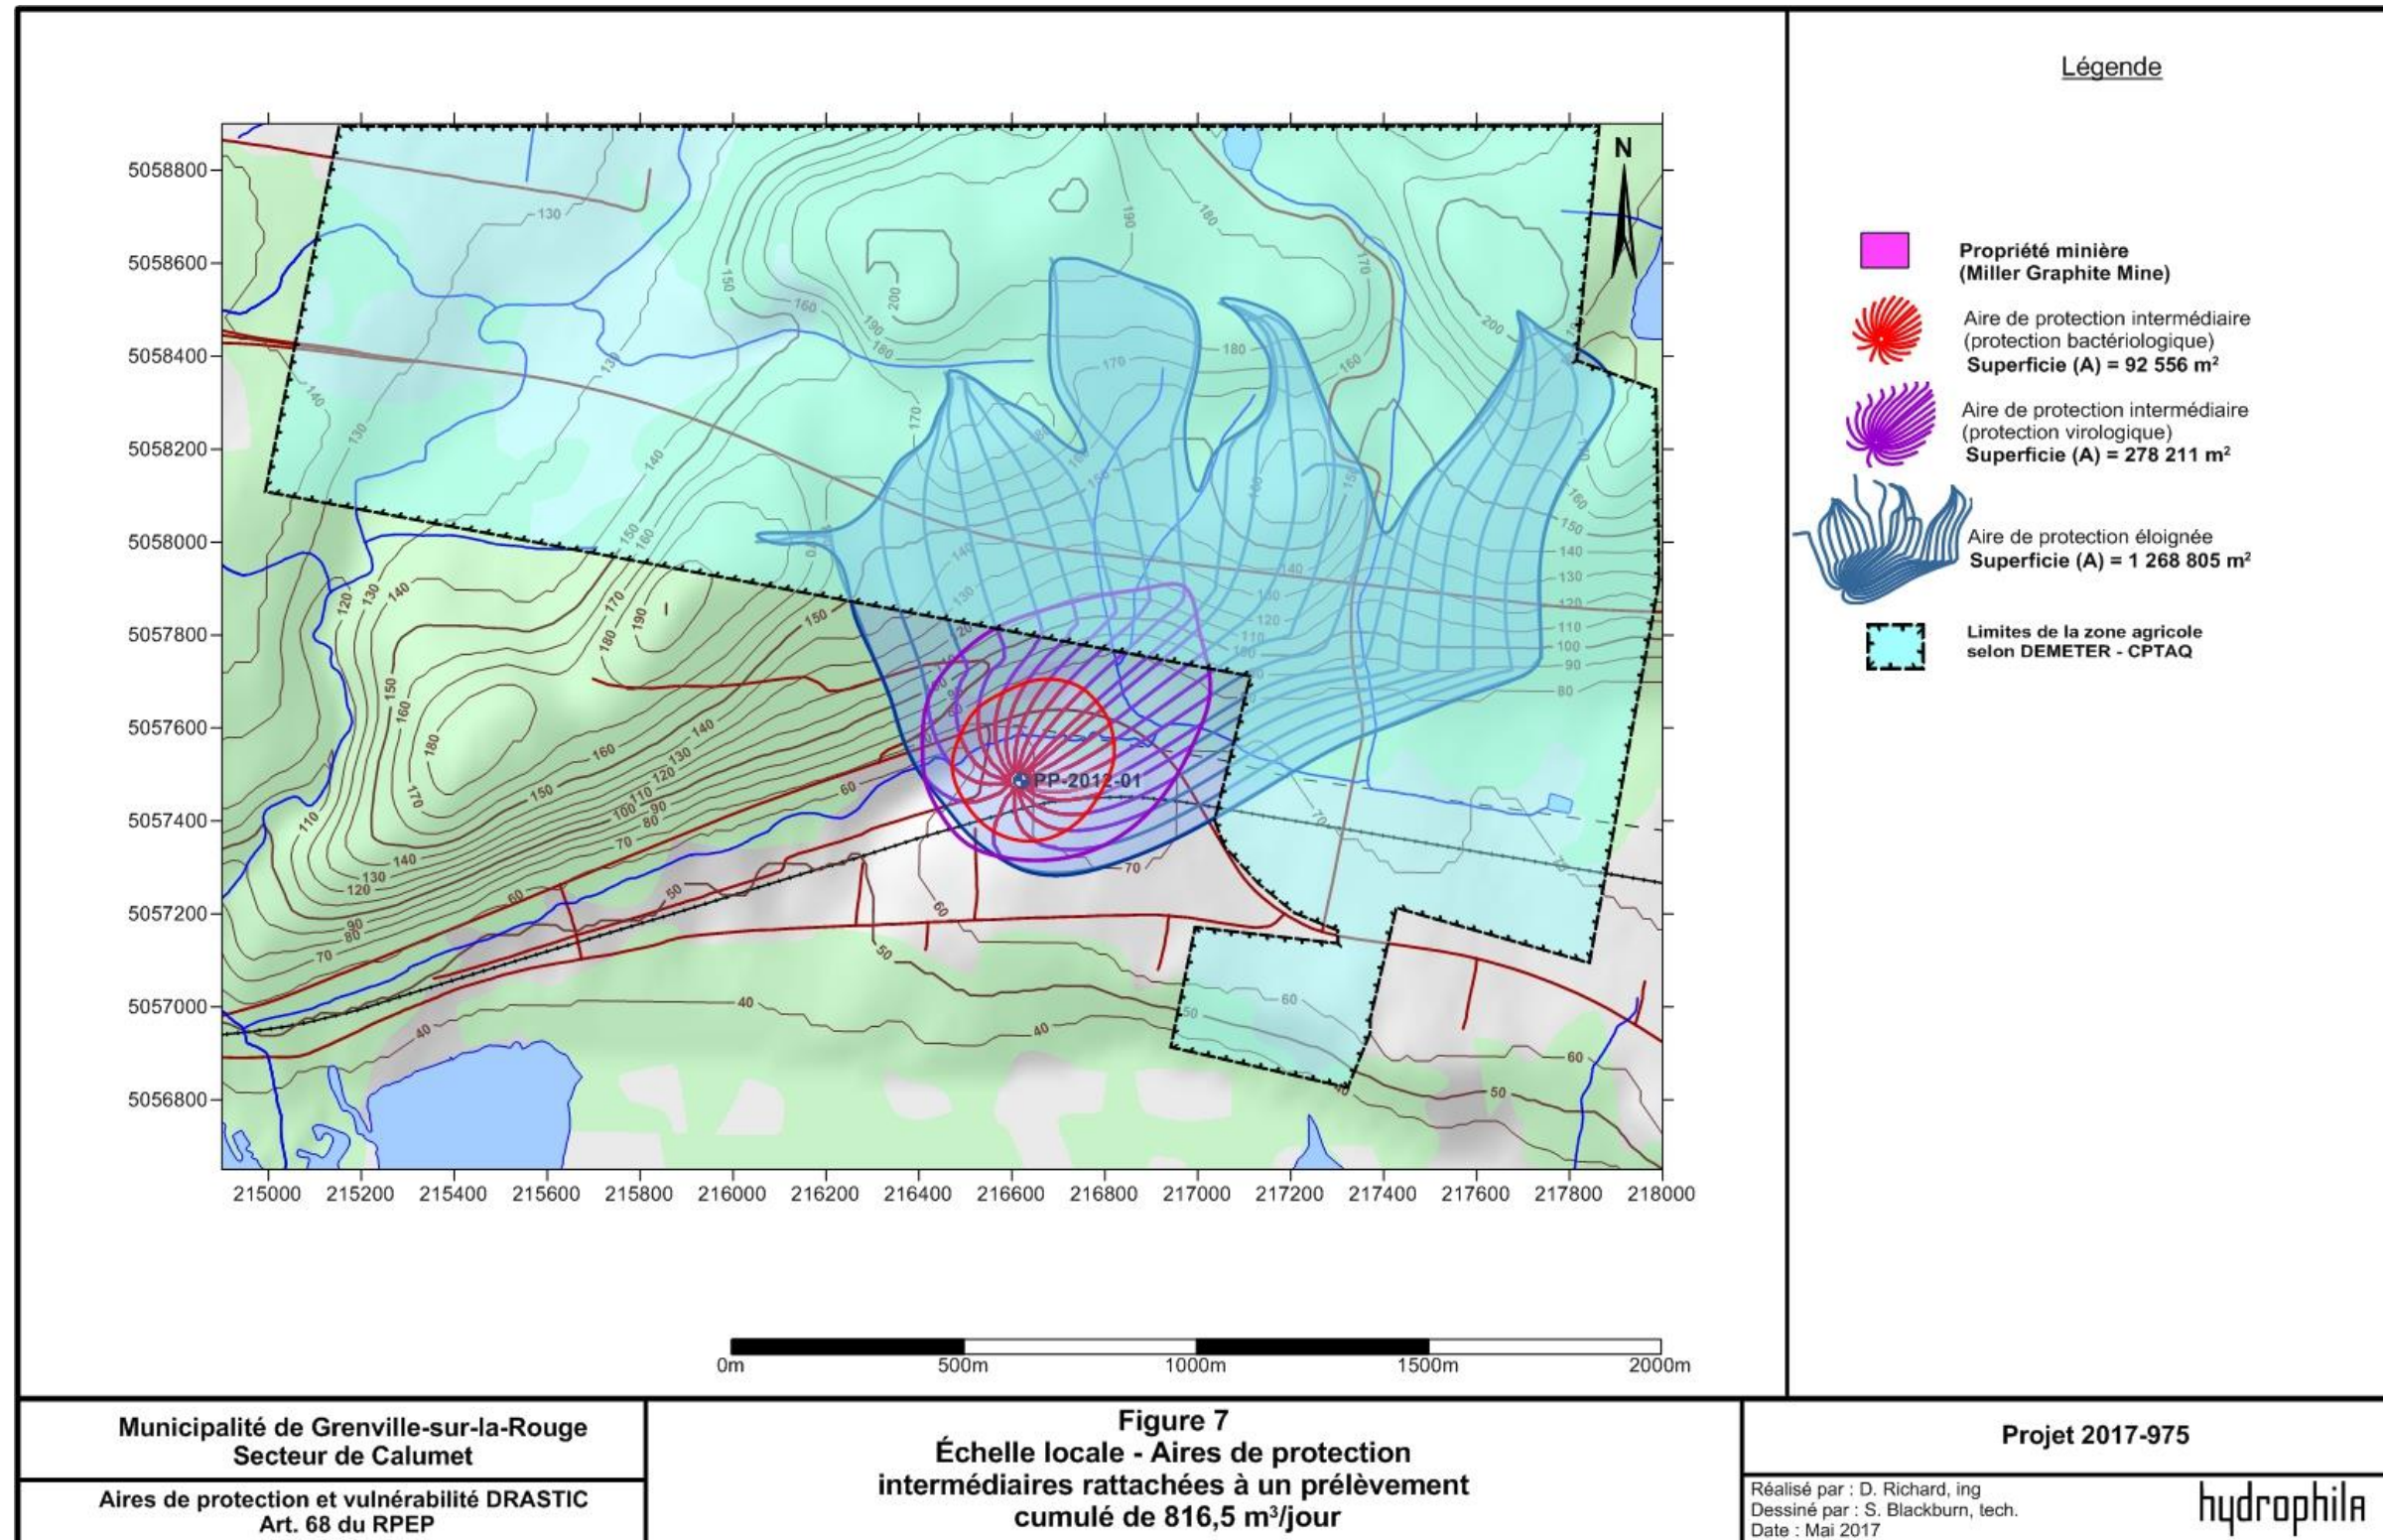 Légende
N
Propriété minière
(Miller Graphite Mine)
Aire de protection intermédiaire
(protection bactériologique)
Superficie (A) = 92 556 m²
Aire de protection intermédiaire
(protection virologique)
Superficie (A) = 278 211 m²
Aire de protection éloignée
Superficie (A) = 1 268 805 m²
Limites de la zone agricole
selon DEMETER - CPTAQ
5058800
5058600
5058400
5058200
5058000
5057800
5057600
5057400
5057200
5057000
5056800
PP-2012-01
215000 215200 215400 215600 215800 216000 216200 216400 216600 216800 217000 217200 217400 217600 217800 218000
0m 500m 1000m 1500m 2000m
Municipalité de Grenville-sur-la-Rouge
Secteur de Calumet
Aires de protection et vulnérabilité DRASTIC
Art. 68 du RPEP
Figure 7
Échelle locale - Aires de protection
intermédiaires rattachées à un prélèvement
cumulé de 816,5 m³/jour
Projet 2017-975
Réalisé par : D. Richard, ing
Dessiné par : S. Blackburn, tech.
Date : Mai 2017
hydrophila